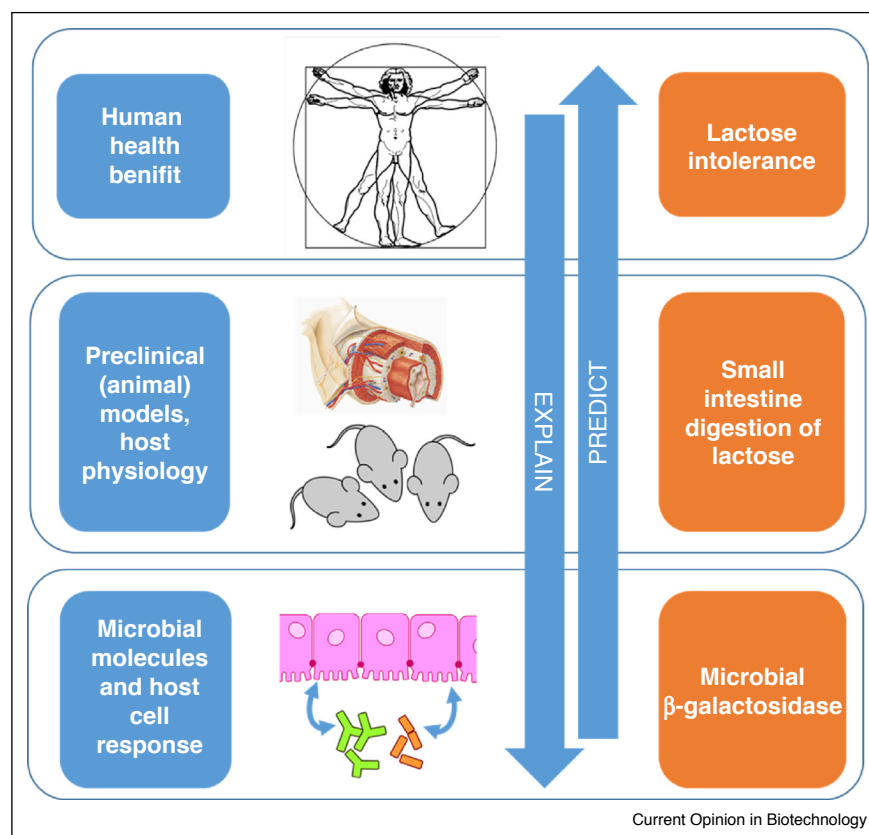 Human
health
benifit
Lactose
intolerance
Preclinical
(animal)
models,
host
physiology
EXPLAIN
PREDICT
Small
intestine
digestion of
lactose
Microbial
molecules
and host
cell
response
Microbial
β-galactosidase
Current Opinion in Biotechnology